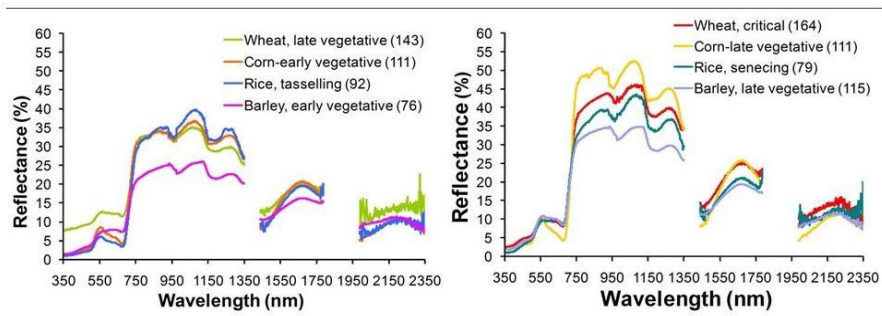 60
55
50
45
40
35
30
25
20
15
10
5
0
Reflectance (%)
Wheat, late vegetative (143)
Corn-early vegetative (111)
Rice, tasselling (92)
Barley, early vegetative (76)
350 550 750 950 1150 1350 1550 1750 1950 2150 2350
Wavelength (nm)
60
55
50
45
40
35
30
25
20
15
10
5
0
Reflectance (%)
Wheat, critical (164)
Corn-late vegetative (111)
Rice, senecing (79)
Barley, late vegetative (115)
350 550 750 950 1150 1350 1550 1750 1950 2150 2350
Wavelength (nm)